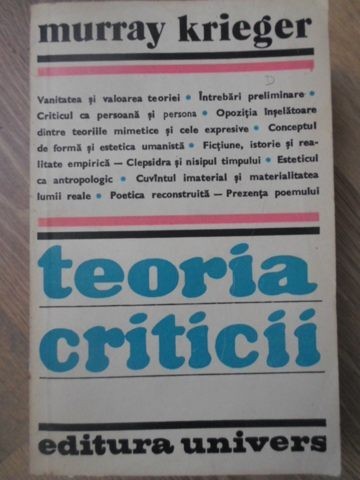 murray krieger
Vanitatea și valoarea teoriei • Întrebări preliminare •
Criticul ca persoană și persona • Opoziția înșelătoare
dintre teoriile mimetice și cele expresive • Conceptul
de formă și estetica umanistă • Ficțiune, istorie și rea-
litate empirică — Clepsidra și nisipul timpului • Esteticul
ca antropologic • Cuvîntul imaterial și materialitatea
lumii reale • Poetica reconstruită — Prezența poemului
teoria
criticii
editura univers